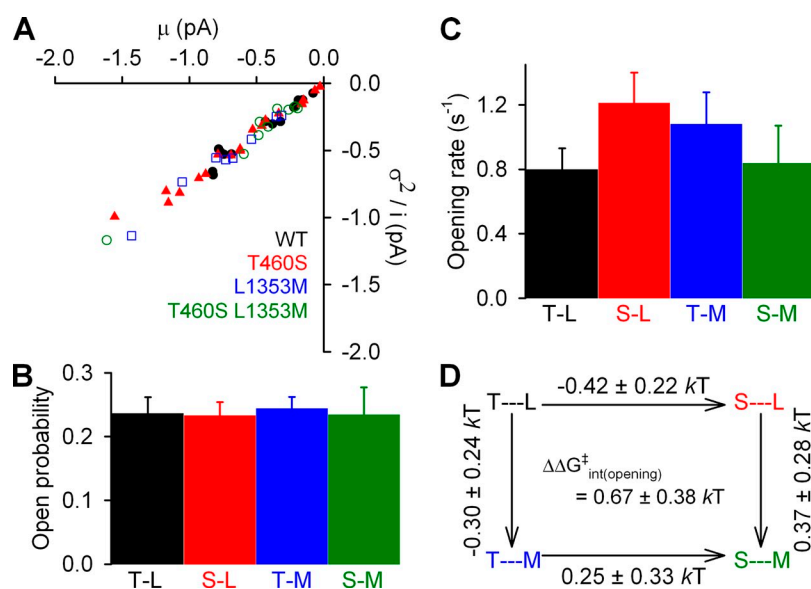 A
μ (pA)
-2.0 -1.5 -1.0 -0.5 0.0
0.0
-0.5
-1.0
-1.5
-2.0
σ² / i (pA)
WT
T460S
L1353M
T460S L1353M
B
Open probability
0.3
0.2
0.1
0.0
T-L S-L T-M S-M
C
Opening rate (s⁻¹)
1.2
0.8
0.4
0.0
T-L S-L T-M S-M
D
T---L -0.42 ± 0.22 kT S---L
-0.30 ± 0.24 kT
ΔΔG‡int(opening)
= 0.67 ± 0.38 kT
0.37 ± 0.28 kT
T---M 0.25 ± 0.33 kT S---M